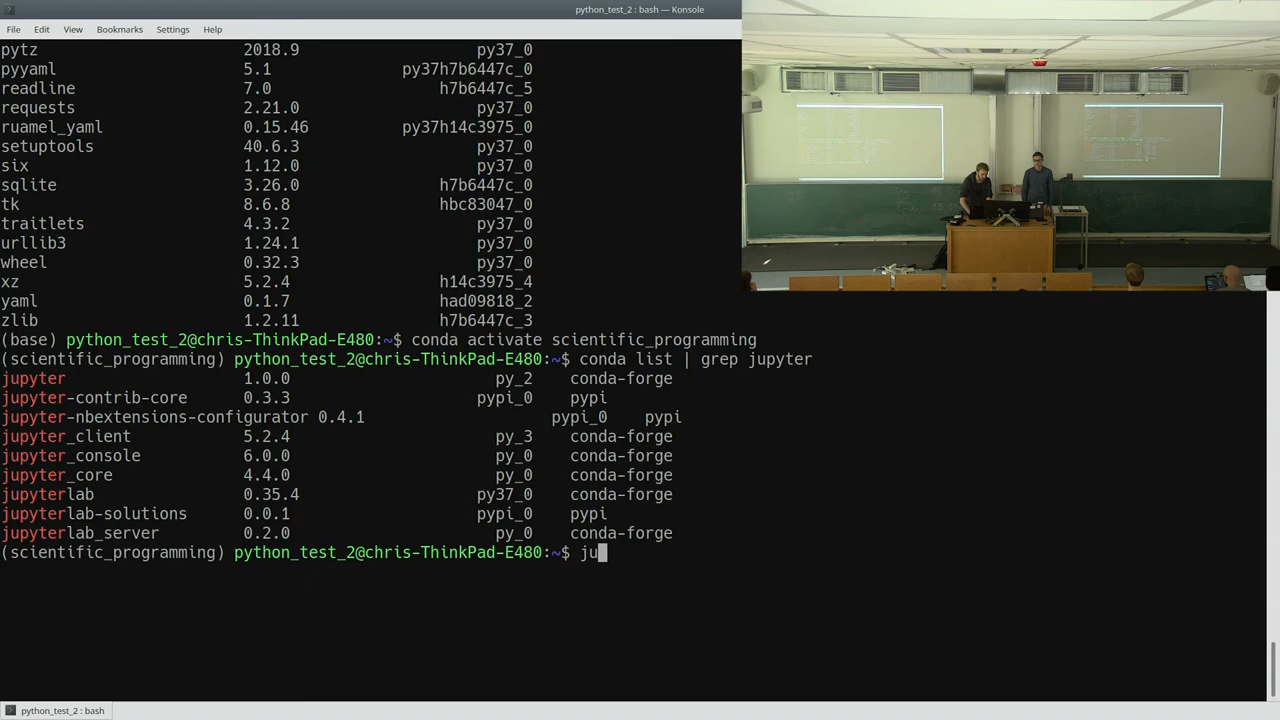 python_test_2 : bash — Konsole
File Edit View Bookmarks Settings Help
pytz 2018.9 py37_0
pyyaml 5.1 py37h7b6447c_0
readline 7.0 h7b6447c_5
requests 2.21.0 py37_0
ruamel_yaml 0.15.46 py37h14c3975_0
setuptools 40.6.3 py37_0
six 1.12.0 py37_0
sqlite 3.26.0 h7b6447c_0
tk 8.6.8 hbc83047_0
traitlets 4.3.2 py37_0
urllib3 1.24.1 py37_0
wheel 0.32.3 py37_0
xz 5.2.4 h14c3975_4
yaml 0.1.7 had09818_2
zlib 1.2.11 h7b6447c_3
(base) python_test_2@chris-ThinkPad-E480:~$ conda activate scientific_programming
(scientific_programming) python_test_2@chris-ThinkPad-E480:~$ conda list | grep jupyter
jupyter 1.0.0 py_2 conda-forge
jupyter-contrib-core 0.3.3 pypi_0 pypi
jupyter-nbextensions-configurator 0.4.1 pypi_0 pypi
jupyter_client 5.2.4 py_3 conda-forge
jupyter_console 6.0.0 py_0 conda-forge
jupyter_core 4.4.0 py_0 conda-forge
jupyterlab 0.35.4 py37_0 conda-forge
jupyterlab-solutions 0.0.1 pypi_0 pypi
jupyterlab_server 0.2.0 py_0 conda-forge
(scientific_programming) python_test_2@chris-ThinkPad-E480:~$ ju
python_test_2 : bash